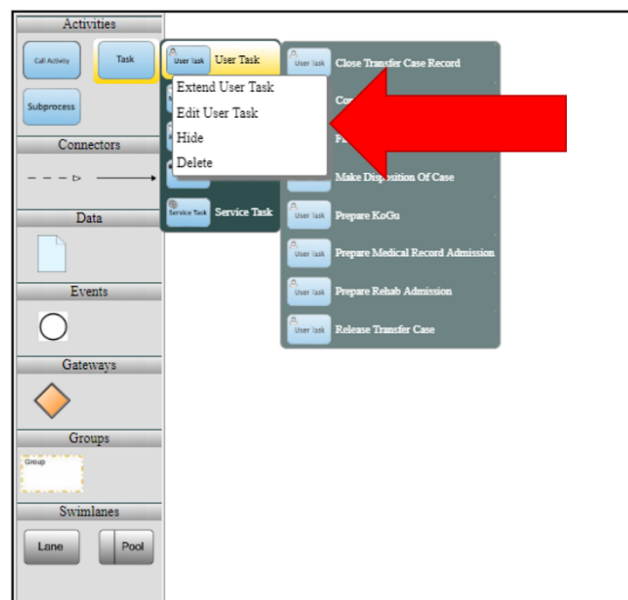 Activities
Call Activity
Task
User Task
User Task
User Task
Close Transfer Case Record
Extend User Task
Edit User Task
Hide
Delete
Subprocess
Connectors
Make Disposition Of Case
Service Task
Service Task
User Task
Prepare KoGu
Data
User Task
Prepare Medical Record Admission
Events
User Task
Prepare Rehab Admission
User Task
Release Transfer Case
Gateways
Groups
Group
Swimlanes
Lane
Pool